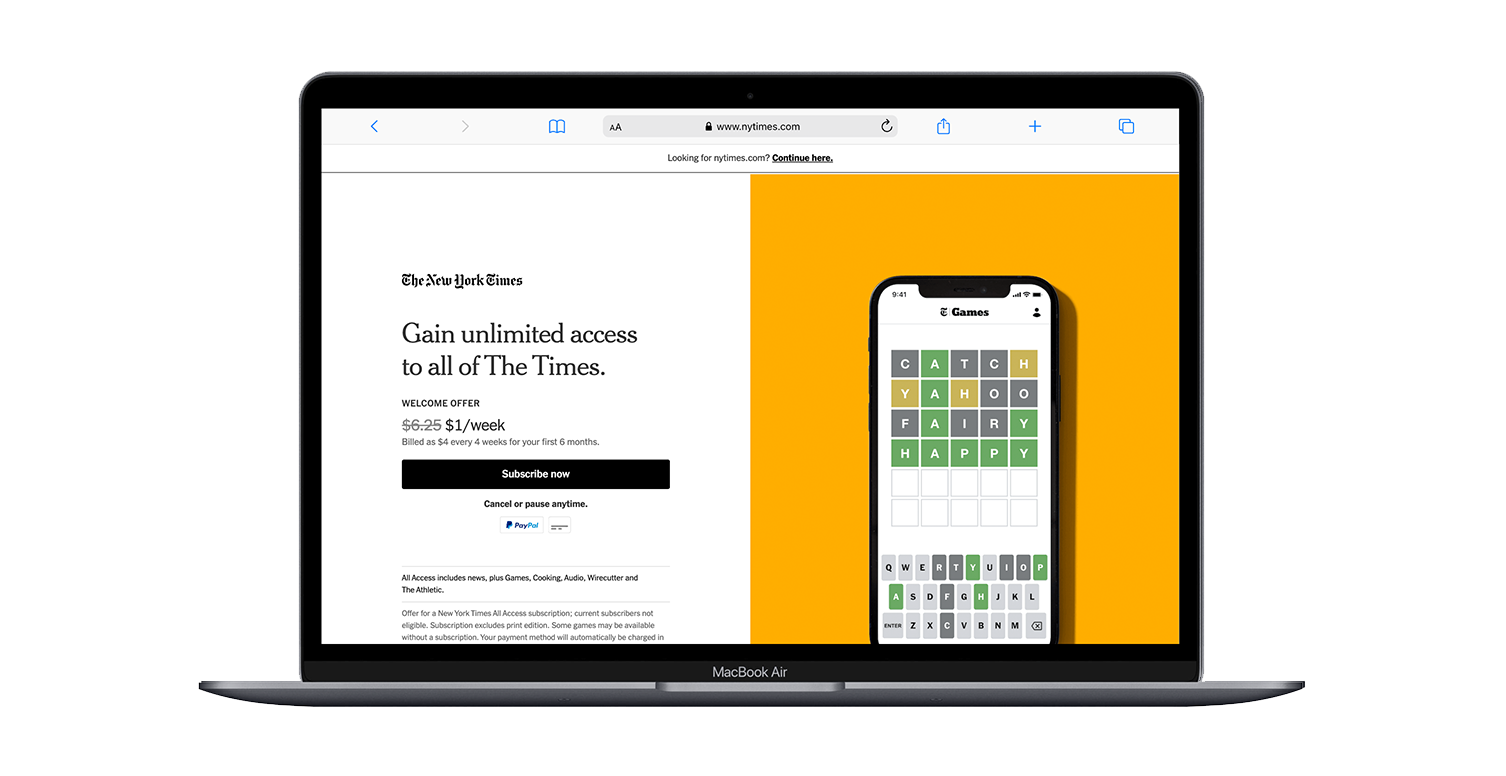 AA
www.nytimes.com
Looking for nytimes.com? Continue here.
The New York Times
Gain unlimited access
to all of The Times.
WELCOME OFFER
$6.25 $1/week
Billed as $4 every 4 weeks for your first 6 months.
Subscribe now
Cancel or pause anytime.
PayPal
All Access includes news, plus Games, Cooking, Audio, Wirecutter and
The Athletic.
Offer for a New York Times All Access subscription; current subscribers not
eligible. Subscription excludes print edition. Some games may be available
without a subscription. Your payment method will automatically be charged in
9:41
T Games
C A T C H
Y A H O O
F A I R Y
H A P P Y
Q W E R T Y U I O P
A S D F G H J K L
ENTER Z X C V B N M
MacBook Air